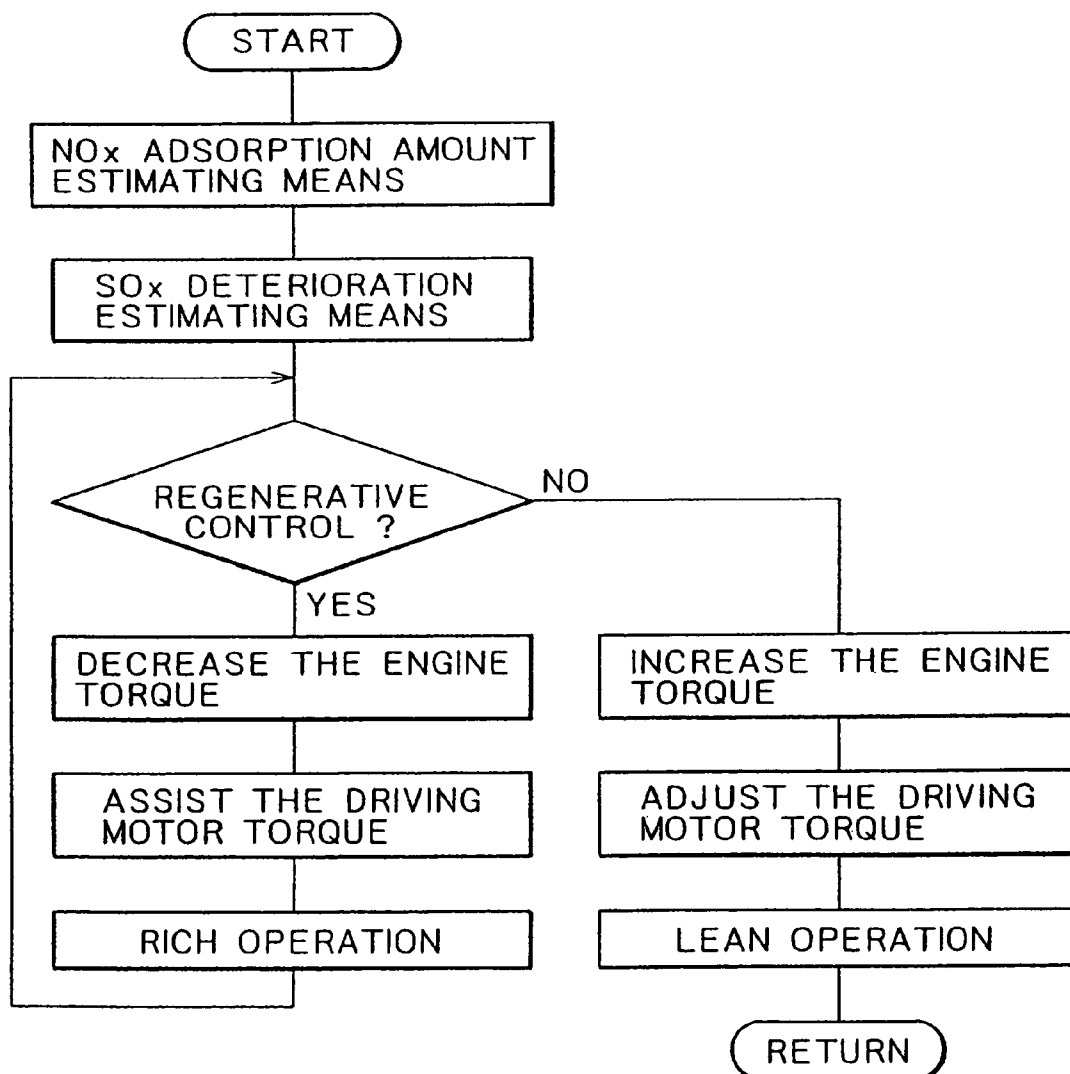 START
NOx ADSORPTION AMOUNT
ESTIMATING MEANS
SOx DETERIORATION
ESTIMATING MEANS
REGENERATIVE
CONTROL ?
NO
YES
DECREASE THE ENGINE
TORQUE
ASSIST THE DRIVING
MOTOR TORQUE
RICH OPERATION
INCREASE THE ENGINE
TORQUE
ADJUST THE DRIVING
MOTOR TORQUE
LEAN OPERATION
RETURN